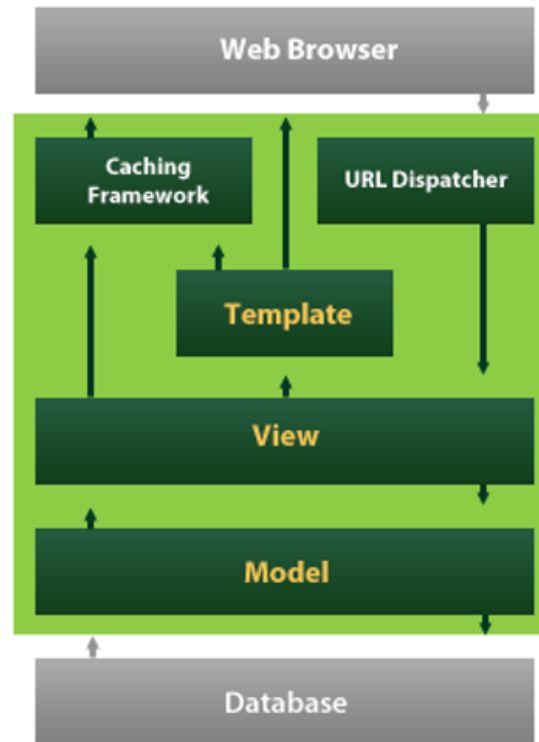 Web Browser
Caching
Framework
URL Dispatcher
Template
View
Model
Database